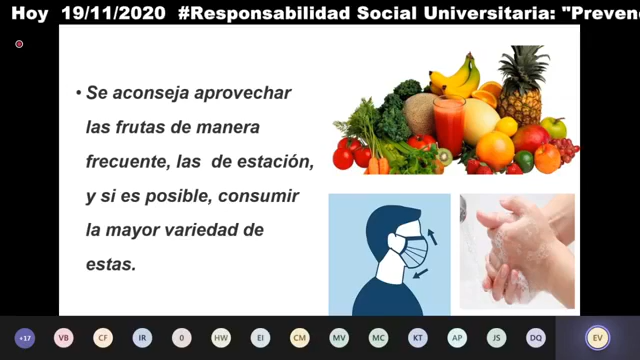 Hoy 19/11/2020 #Responsabilidad Social Universitaria: "Preven
• Se aconseja aprovechar
las frutas de manera
frecuente, las de estación,
y si es posible, consumir
la mayor variedad de
estas.
+17 VB CF IR 0 HW EI CM MV MC KT AP JS DQ EV